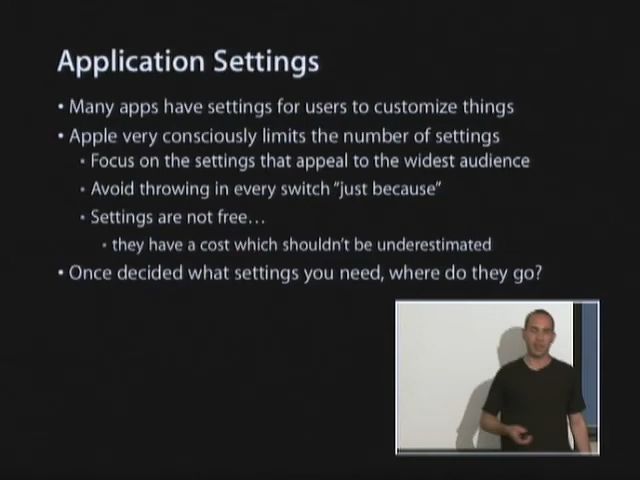 Application Settings
• Many apps have settings for users to customize things
• Apple very consciously limits the number of settings
• Focus on the settings that appeal to the widest audience
• Avoid throwing in every switch "just because"
• Settings are not free…
• they have a cost which shouldn't be underestimated
• Once decided what settings you need, where do they go?